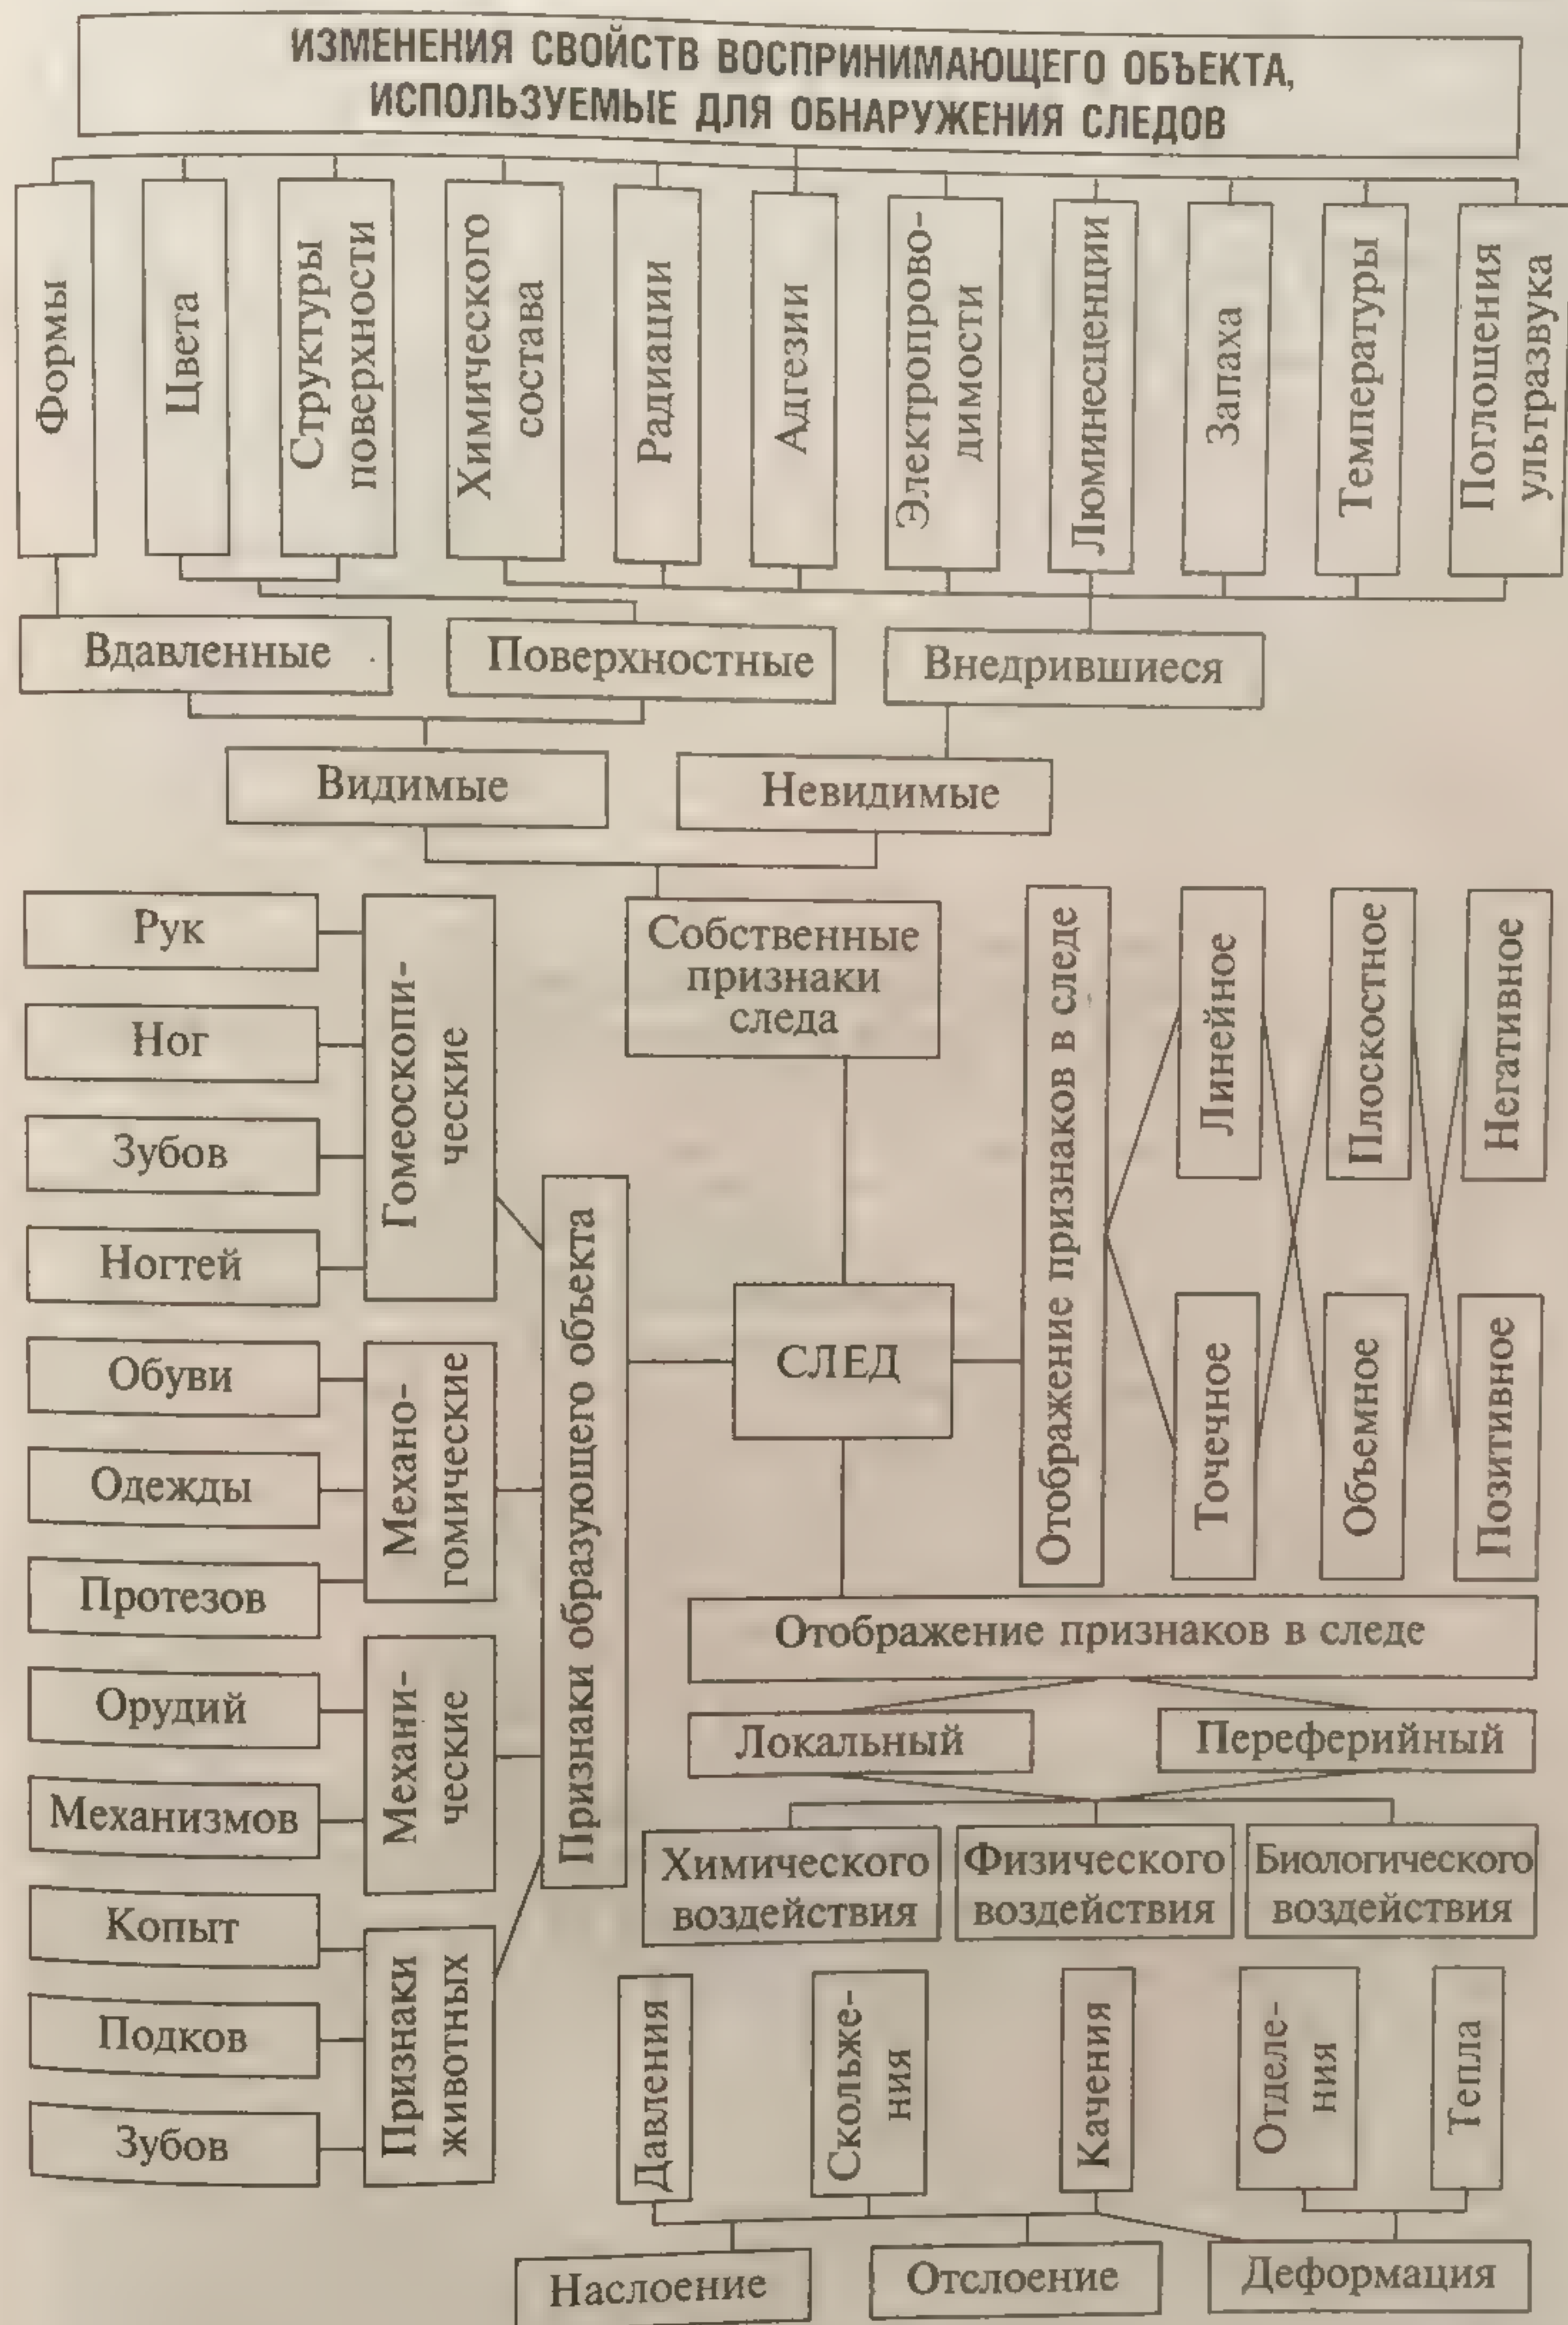 ИЗМЕНЕНИЯ СВОЙСТВ ВОСПРИНИМАЮЩЕГО ОБЪЕКТА,
ИСПОЛЬЗУЕМЫЕ ДЛЯ ОБНАРУЖЕНИЯ СЛЕДОВ
Формы
Цвета
Структуры
поверхности
Химического
состава
Радиации
Адгезии
Электропрово-
димости
Люминесценции
Запаха
Температуры
Поглощения
ультразвука
Вдавленные
Поверхностные
Внедрившиеся
Видимые
Невидимые
Собственные
признаки
следа
Рук
Ног
Зубов
Ногтей
Гомеоскопи-
ческие
Обуви
Одежды
Протезов
Механо-
гомические
Орудий
Механизмов
Механи-
ческие
Копыт
Подков
Зубов
Признаки
животных
Признаки образующего объекта
СЛЕД
Отображение признаков в следе
Линейное
Плоскостное
Негативное
Точечное
Объемное
Позитивное
Отображение признаков в следе
Локальный
Переферийный
Химического
воздействия
Физического
воздействия
Биологического
воздействия
Давления
Скольже-
ния
Качения
Отделе-
ния
Тепла
Наслоение
Отслоение
Деформация